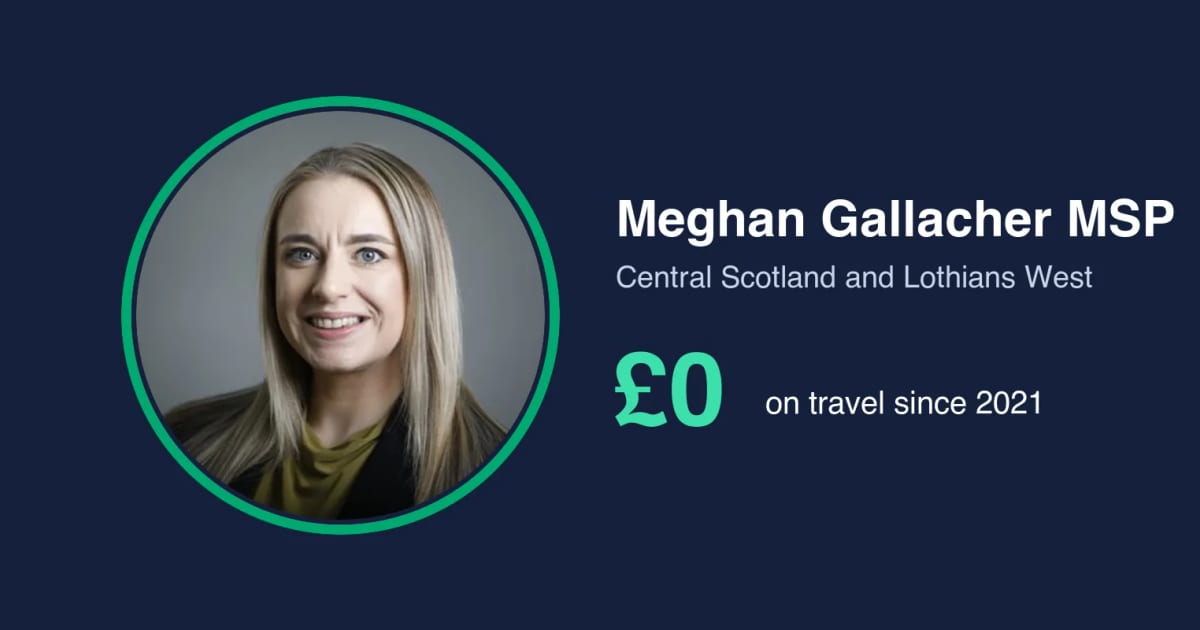 Meghan Gallacher MSP
Central Scotland and Lothians West
£0 on travel since 2021